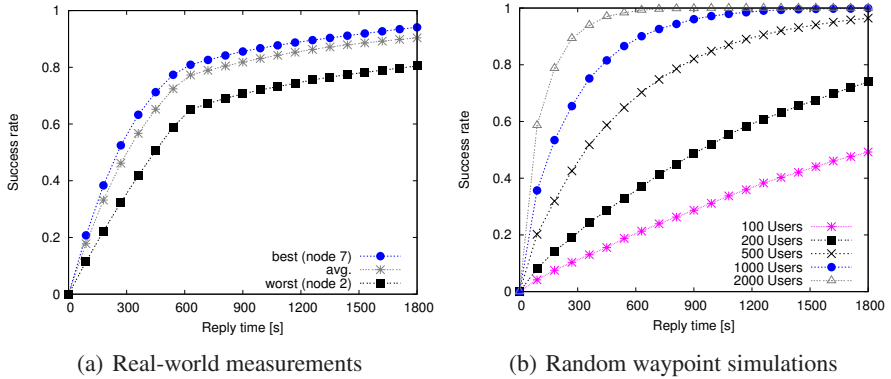 1
0.8
0.6
0.4
0.2
0
Success rate
0 300 600 900 1200 1500 1800
Reply time [s]
best (node 7)
avg.
worst (node 2)
(a) Real-world measurements
1
0.8
0.6
0.4
0.2
0
Success rate
0 300 600 900 1200 1500 1800
Reply time [s]
100 Users
200 Users
500 Users
1000 Users
2000 Users
(b) Random waypoint simulations